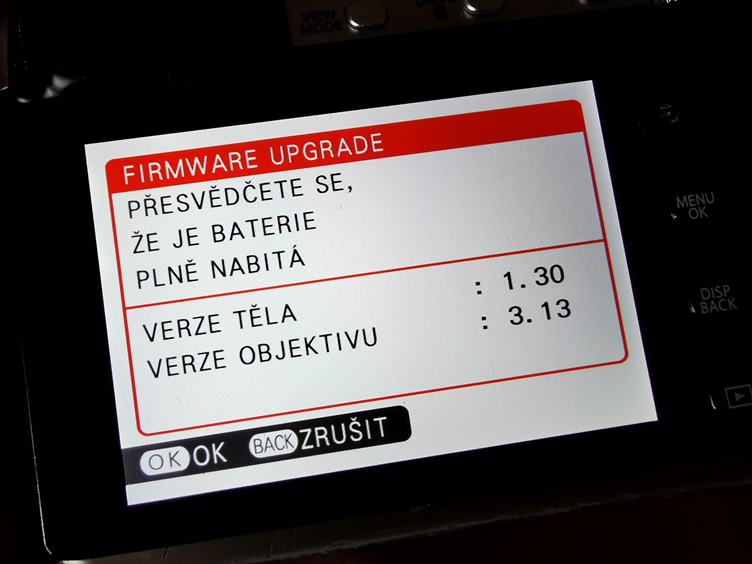 VIEW
MODE
FIRMWARE UPGRADE
PŘESVĚDČETE SE,
ŽE JE BATERIE
PLNĚ NABITÁ
VERZE TĚLA : 1.30
VERZE OBJEKTIVU : 3.13
OK OK BACK ZRUŠIT
MENU
OK
DISP
BACK